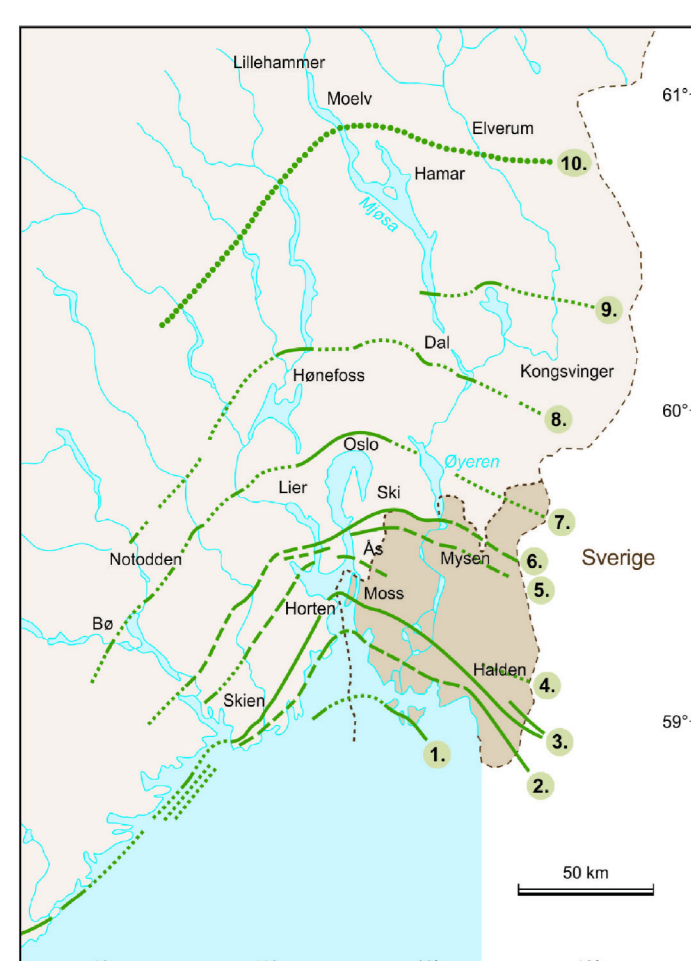 Lillehammer
61°
Moelv
Elverum
10.
Hamar
Mjøsa
9.
Dal
Kongsvinger
Hønefoss
60°
8.
Oslo
Øyeren
Lier
Ski
7.
Ås
Notodden
Mysen
Sverige
6.
5.
Moss
Horten
Bø
Halden
4.
Skien
59°
3.
1.
2.
50 km